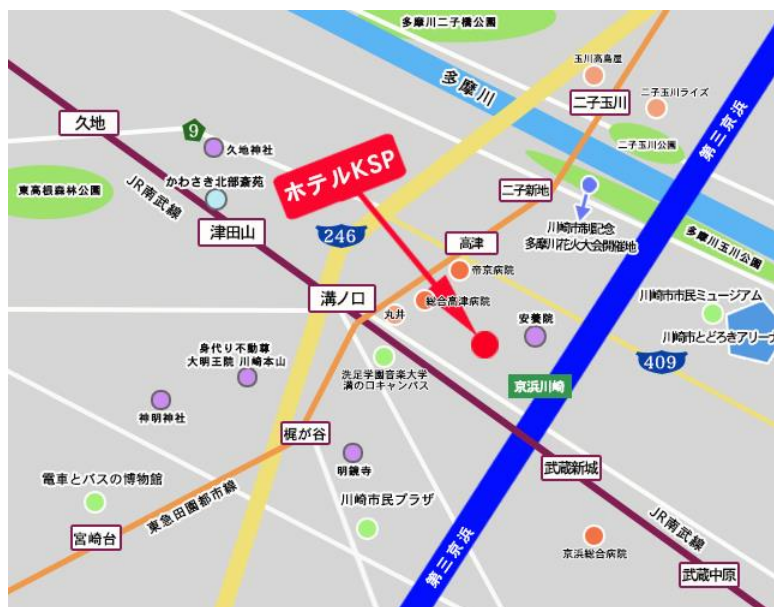 多摩川二子橋公園
玉川高島屋
多摩川
二子玉川
二子玉川ライズ
第三京浜
久地
9
久地神社
二子玉川公園
ホテルKSP
かわさき北部斎苑
東高根森林公園
JR南武線
二子新地
津田山
246
高津
川崎市制記念
多摩川花火大会開催地
多摩川玉川公園
帝京病院
溝ノ口
総合高津病院
川崎市市民ミュージアム
丸井
安養院
川崎市とどろきアリーナ
身代り不動尊
大明王院 川崎本山
洗足学園音楽大学
溝の口キャンパス
409
京浜川崎
神明神社
梶が谷
明鏡寺
武蔵新城
電車とバスの博物館
東急田園都市線
川崎市民プラザ
JR南武線
宮崎台
第三京浜
京浜総合病院
武蔵中原